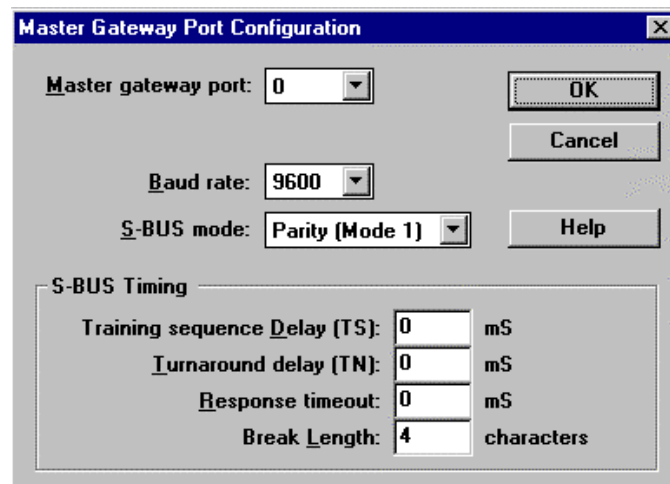 Master Gateway Port Configuration
Master gateway port: 0
OK
Cancel
Baud rate: 9600
S-BUS mode: Parity (Mode 1)
Help
S-BUS Timing
Training sequence Delay (TS): 0 mS
Turnaround delay (TN): 0 mS
Response timeout: 0 mS
Break Length: 4 characters